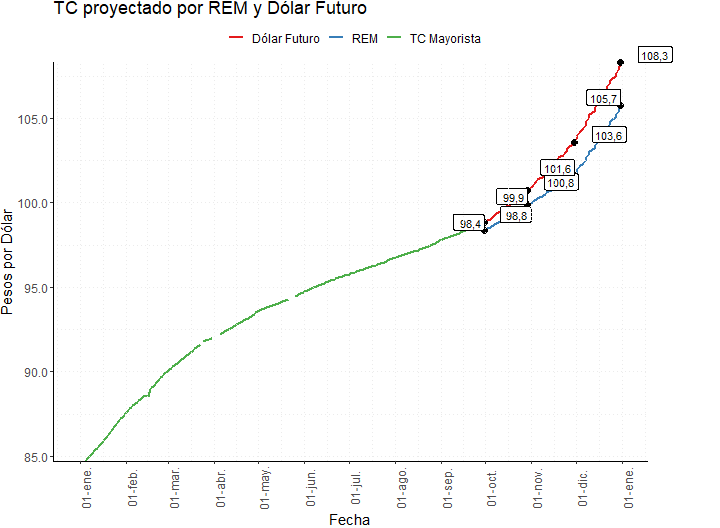 TC proyectado por REM y Dólar Futuro
Dólar Futuro REM TC Mayorista
108,3
105,7
103,6
101,6
100,8
99,9
98,8
98,4
105.0
100.0
95.0
90.0
85.0
Pesos por Dólar
01-ene. 01-feb. 01-mar. 01-abr. 01-may. 01-jun. 01-jul. 01-ago. 01-sep. 01-oct. 01-nov. 01-dic. 01-ene.
Fecha